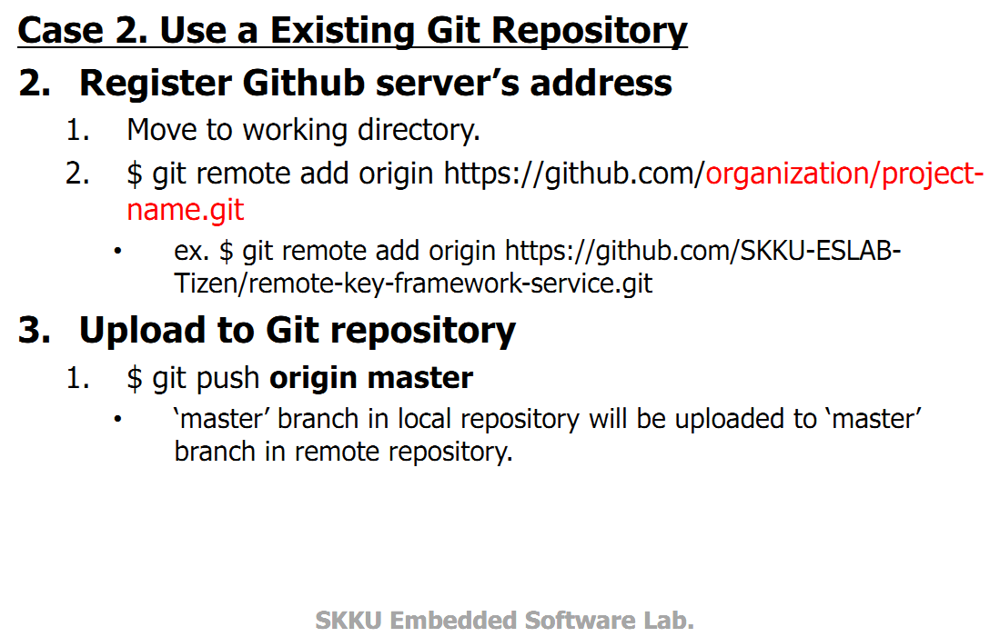 Case 2. Use a Existing Git Repository
2. Register Github server’s address
1. Move to working directory.
2. $ git remote add origin https://github.com/organization/project-
name.git
• ex. $ git remote add origin https://github.com/SKKU-ESLAB-
Tizen/remote-key-framework-service.git
3. Upload to Git repository
1. $ git push origin master
• ‘master’ branch in local repository will be uploaded to ‘master’
branch in remote repository.
SKKU Embedded Software Lab.